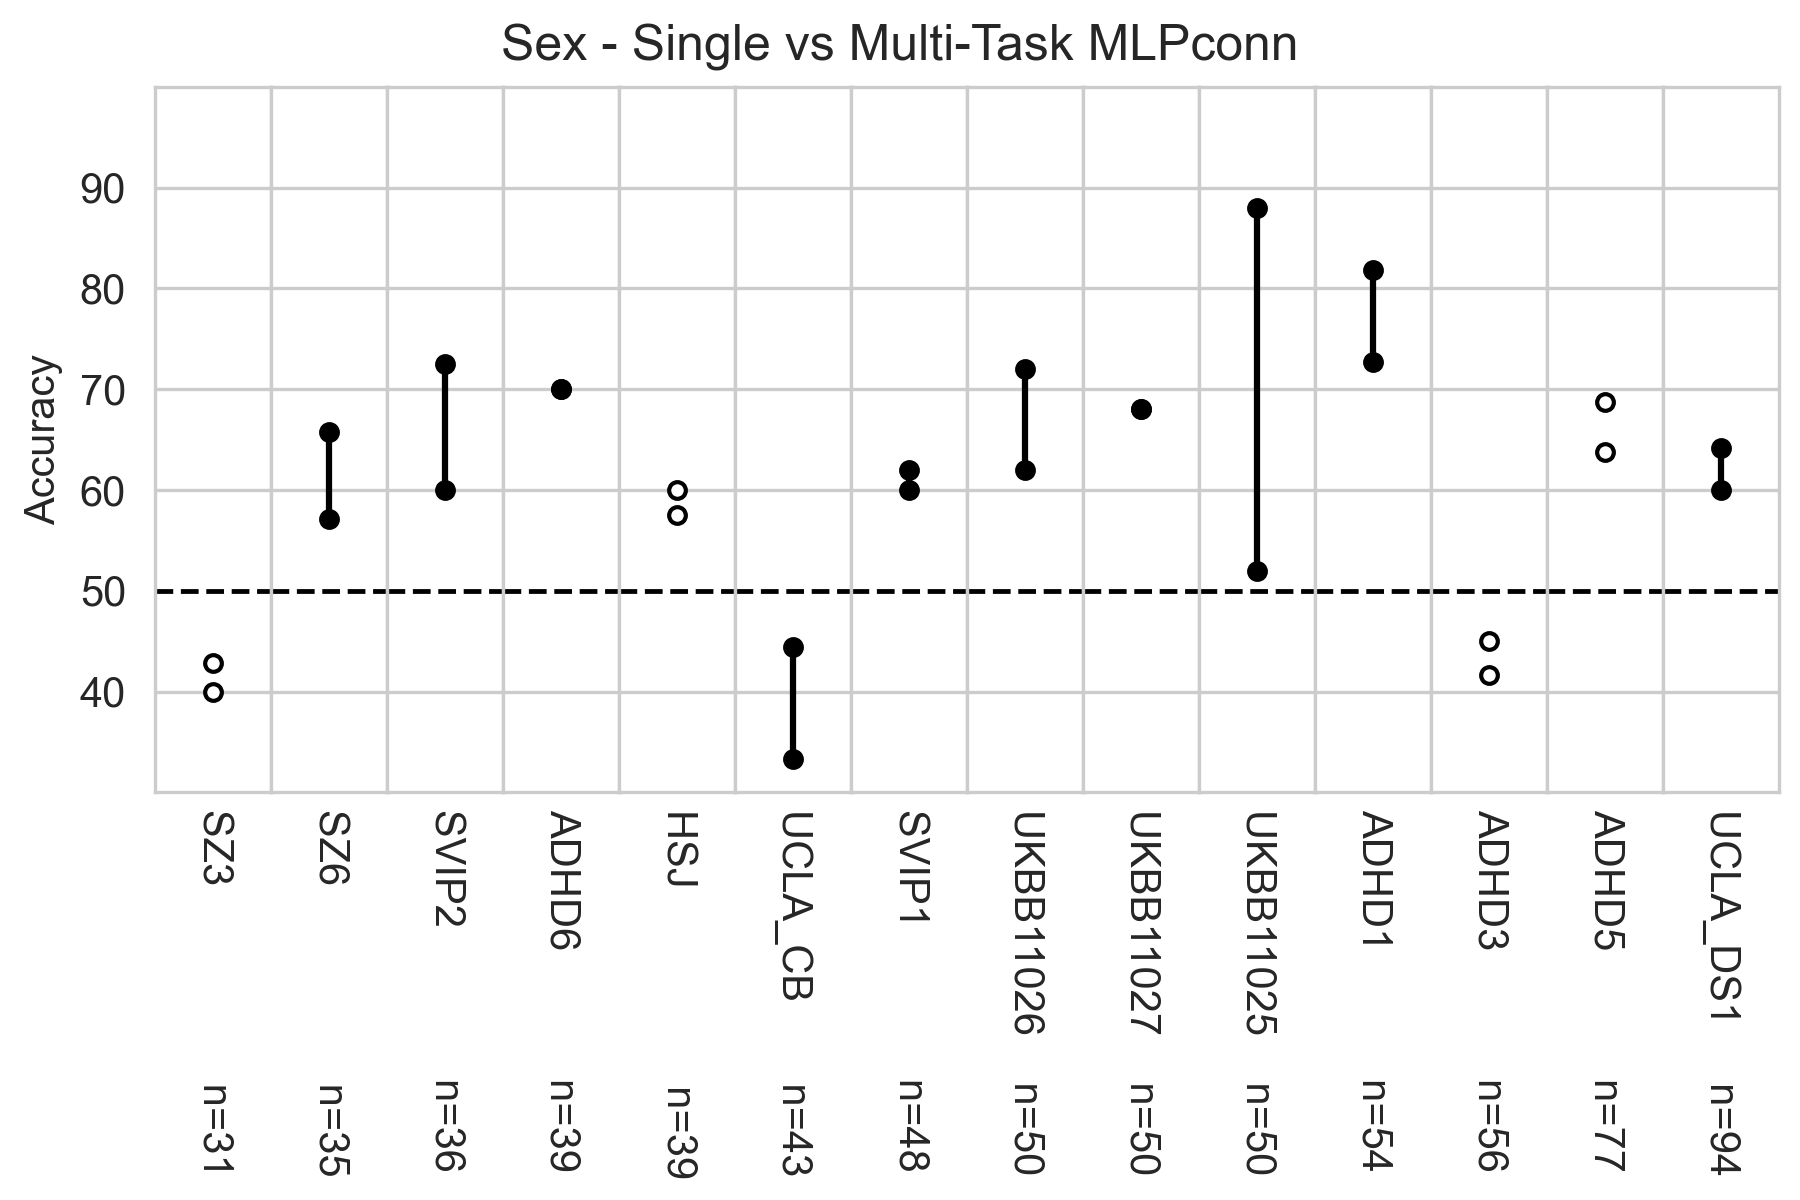 Sex - Single vs Multi-Task MLPconn
Accuracy
90
80
70
60
50
40
SZ3 n=31
SZ6 n=35
SVIP2 n=36
ADHD6 n=39
HSJ n=39
UCLA_CB n=43
SVIP1 n=48
UKBB11026 n=50
UKBB11027 n=50
UKBB11025 n=50
ADHD1 n=54
ADHD3 n=56
ADHD5 n=77
UCLA_DS1 n=94